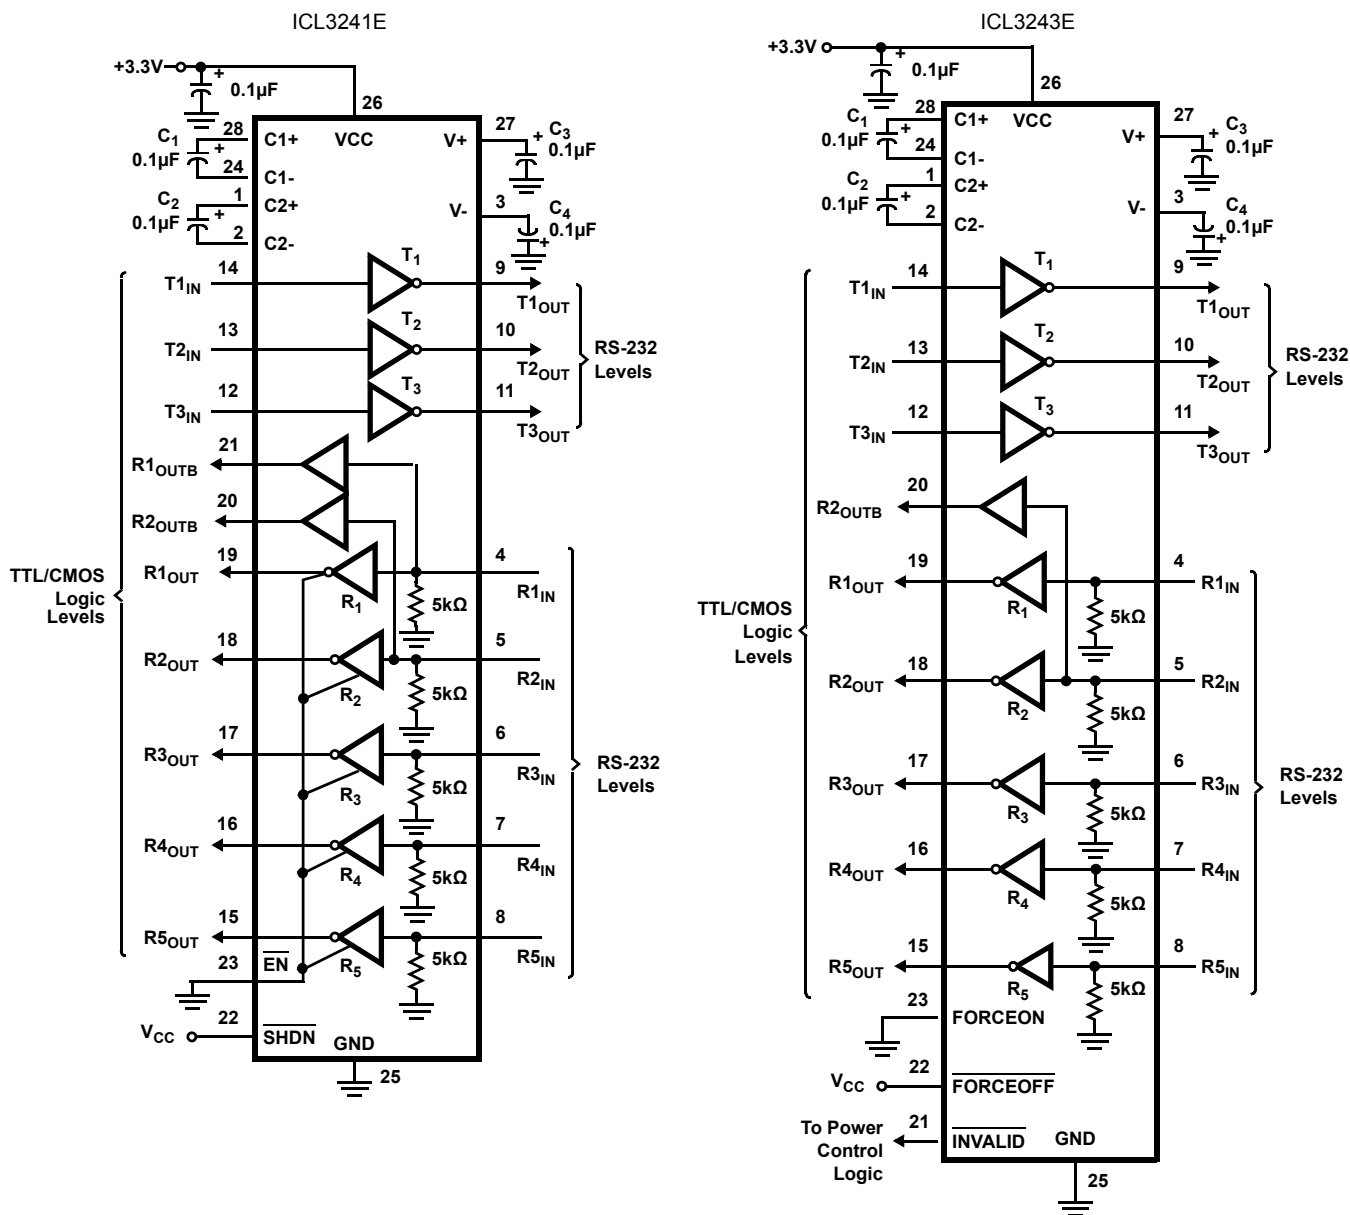 ICL3241E
+3.3V
+
0.1µF
26
C1
0.1µF
28
+
24
C1+
C1-
VCC
V+
27
+
C3
0.1µF
C2
0.1µF
1
+
2
C2+
C2-
V-
3
C4
0.1µF
+
T1IN
14
T1
9
T1OUT
T2IN
13
T2
10
T2OUT
T3IN
12
T3
11
T3OUT
RS-232
Levels
R1OUTB
21
R2OUTB
20
R1OUT
19
R1
5kΩ
4
R1IN
R2OUT
18
R2
5kΩ
5
R2IN
R3OUT
17
R3
5kΩ
6
R3IN
R4OUT
16
R4
5kΩ
7
R4IN
R5OUT
15
R5
5kΩ
8
R5IN
TTL/CMOS
Logic
Levels
RS-232
Levels
23
EN
VCC
22
SHDN
GND
25
ICL3243E
+3.3V
+
0.1µF
26
C1
0.1µF
28
+
24
C1+
C1-
VCC
V+
27
+
C3
0.1µF
C2
0.1µF
1
+
2
C2+
C2-
V-
3
C4
0.1µF
+
T1IN
14
T1
9
T1OUT
T2IN
13
T2
10
T2OUT
T3IN
12
T3
11
T3OUT
RS-232
Levels
R2OUTB
20
R1OUT
19
R1
5kΩ
4
R1IN
R2OUT
18
R2
5kΩ
5
R2IN
R3OUT
17
R3
5kΩ
6
R3IN
R4OUT
16
R4
5kΩ
7
R4IN
R5OUT
15
R5
5kΩ
8
R5IN
TTL/CMOS
Logic
Levels
RS-232
Levels
23
FORCEON
VCC
22
FORCEOFF
To Power
Control
Logic
21
INVALID
GND
25